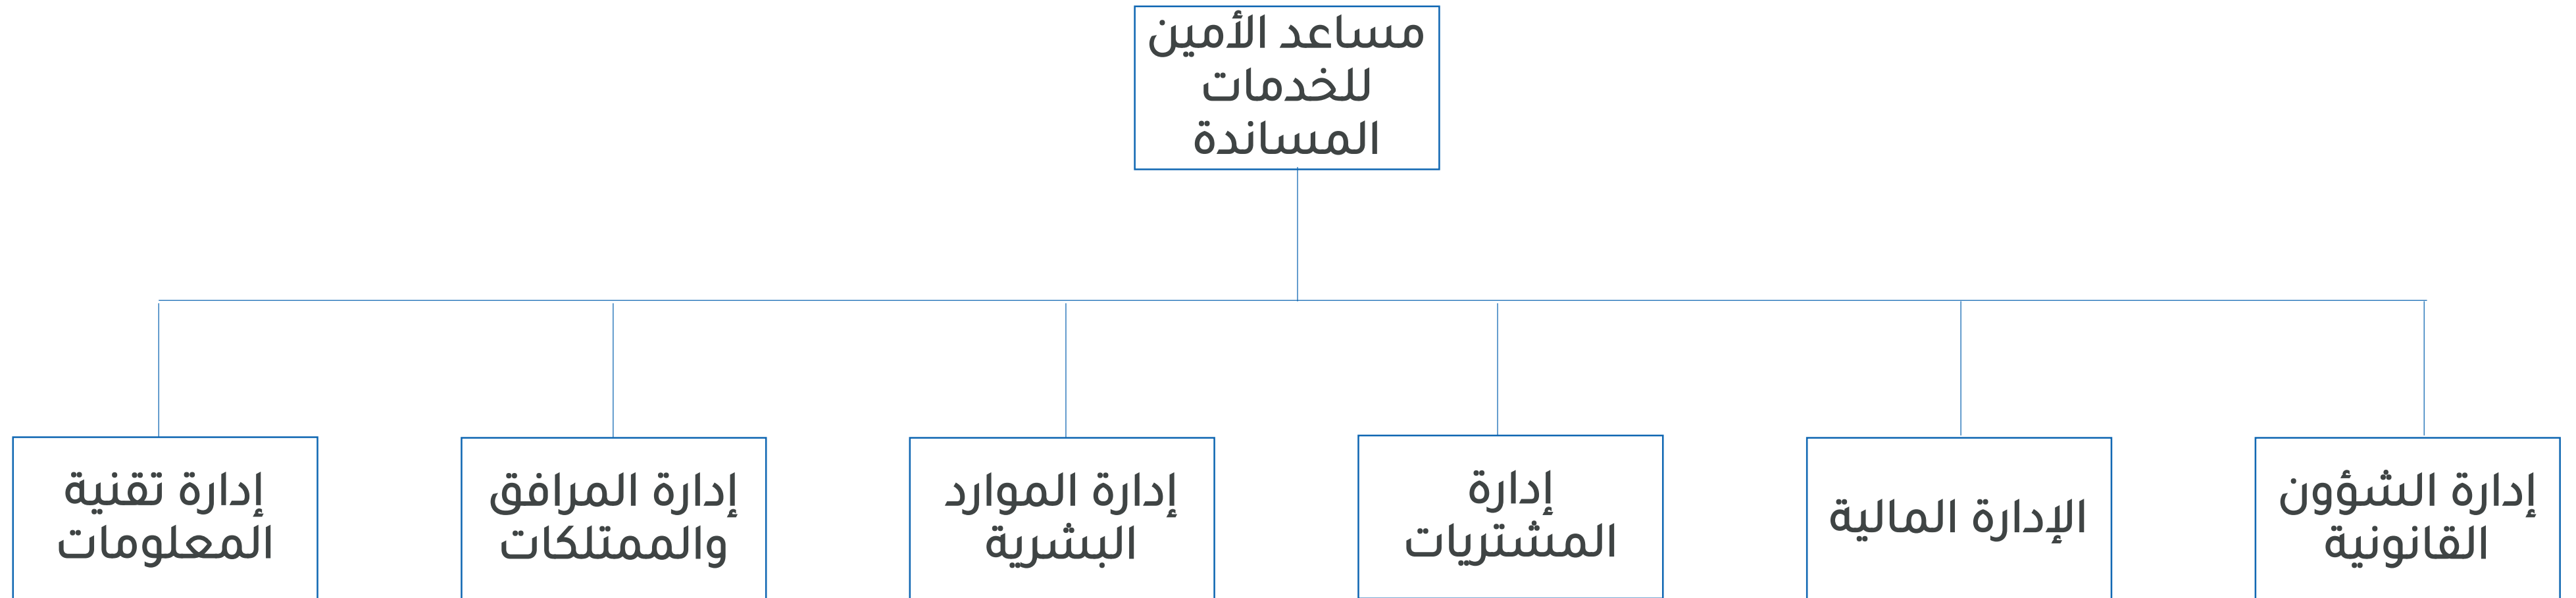 مساعد الأمين
للخدمات
المساندة
إدارة الشؤون
القانونية
الإدارة المالية
إدارة
المشتريات
إدارة الموارد
البشرية
إدارة المرافق
والممتلكات
إدارة تقنية
المعلومات